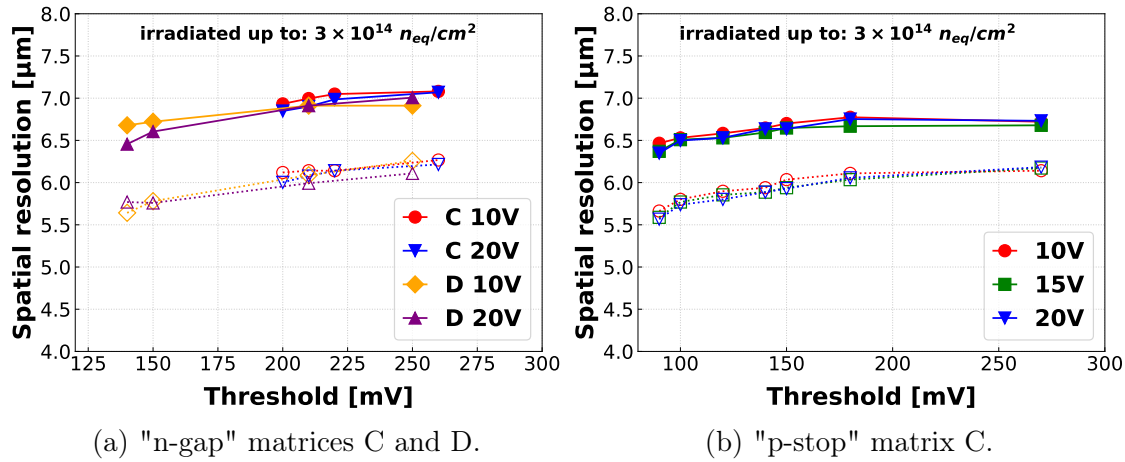 irradiated up to: 3 × 10^14 n_eq/cm^2
Spatial resolution [μm]
8.0
7.5
7.0
6.5
6.0
5.5
5.0
4.5
4.0
C 10V
C 20V
D 10V
D 20V
125 150 175 200 225 250 275 300
Threshold [mV]
(a) "n-gap" matrices C and D.
irradiated up to: 3 × 10^14 n_eq/cm^2
Spatial resolution [μm]
8.0
7.5
7.0
6.5
6.0
5.5
5.0
4.5
4.0
10V
15V
20V
100 150 200 250 300
Threshold [mV]
(b) "p-stop" matrix C.